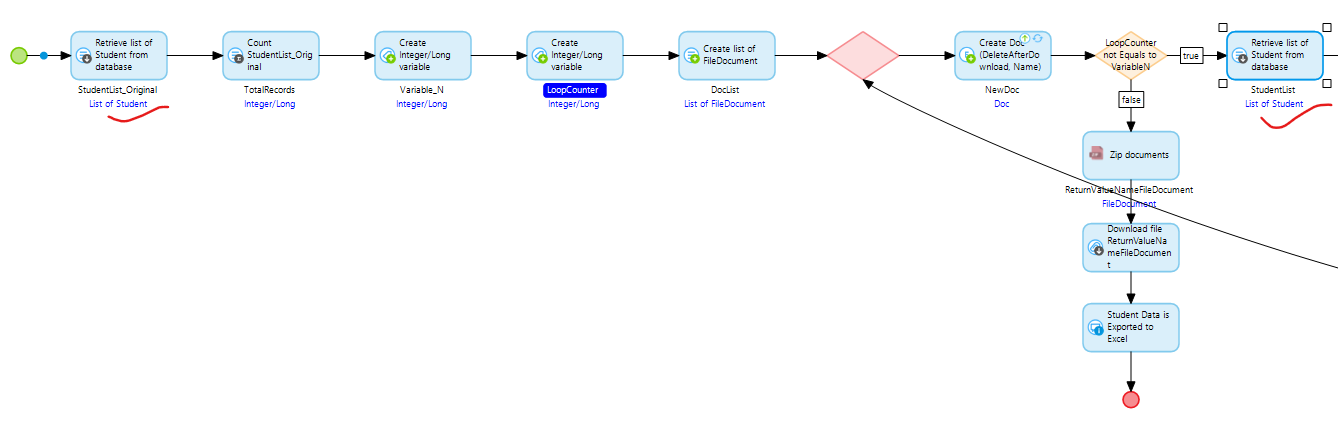 Retrieve list of
Student from
database
StudentList_Original
List of Student
Count
StudentList_Orig
inal
TotalRecords
Integer/Long
Create
Integer/Long
variable
Variable_N
Integer/Long
Create
Integer/Long
variable
LoopCounter
Integer/Long
Create list of
FileDocument
DocList
List of FileDocument
Create Doc
(DeleteAfterDo
wnload, Name)
NewDoc
Doc
LoopCounter
not Equals to
VariableN
true
false
Retrieve list of
Student from
database
StudentList
List of Student
Zip documents
ReturnValueNameFileDocument
FileDocument
Download file
ReturnValueNa
meFileDocumen
t
Student Data is
Exported to
Excel